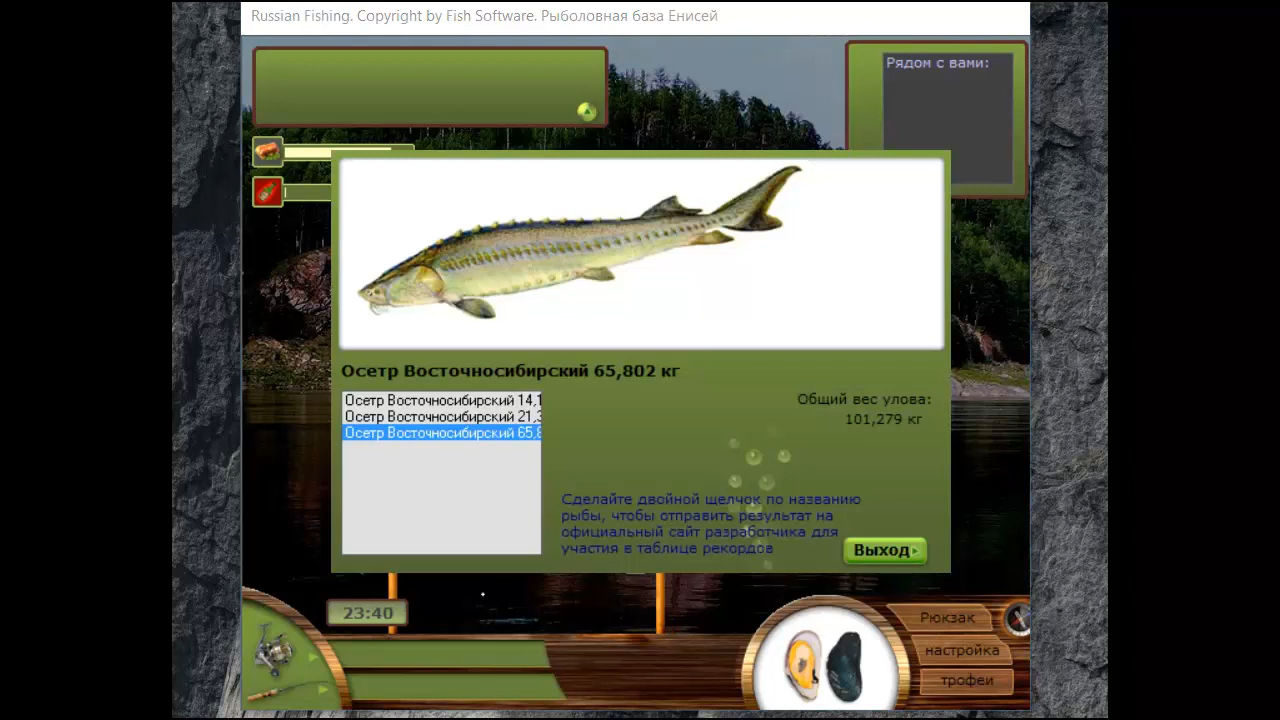 Russian Fishing. Copyright by Fish Software. Рыболовная база Енисей
Рядом с вами:
Осетр Восточносибирский 65,802 кг
Осетр Восточносибирский 14,1
Осетр Восточносибирский 21,3
Осетр Восточносибирский 65,8
Общий вес улова:
101,279 кг
Сделайте двойной щелчок по названию
рыбы, чтобы отправить результат на
официальный сайт разработчика для
участия в таблице рекордов
Выход
23:40
Рюкзак
настройка
трофеи